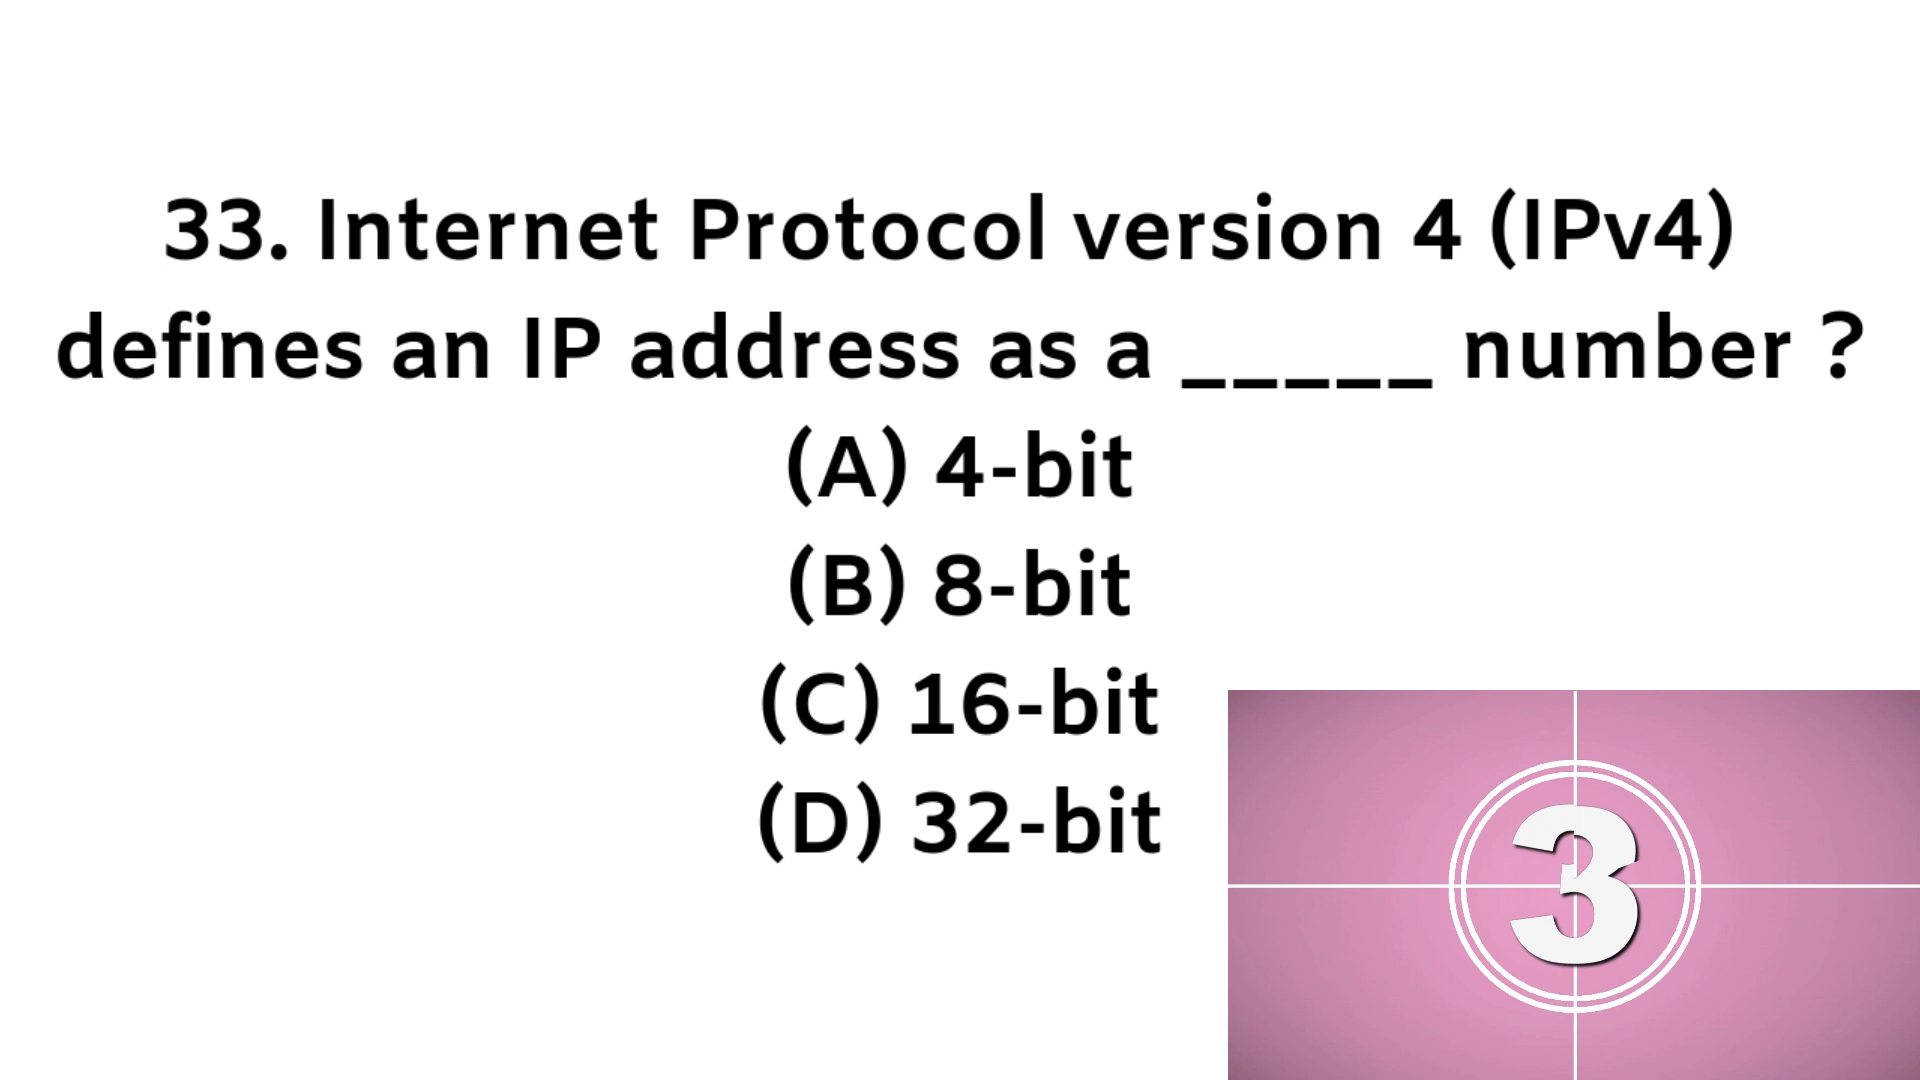 33. Internet Protocol version 4 (IPv4)
defines an IP address as a _____ number ?
(A) 4-bit
(B) 8-bit
(C) 16-bit
(D) 32-bit
3